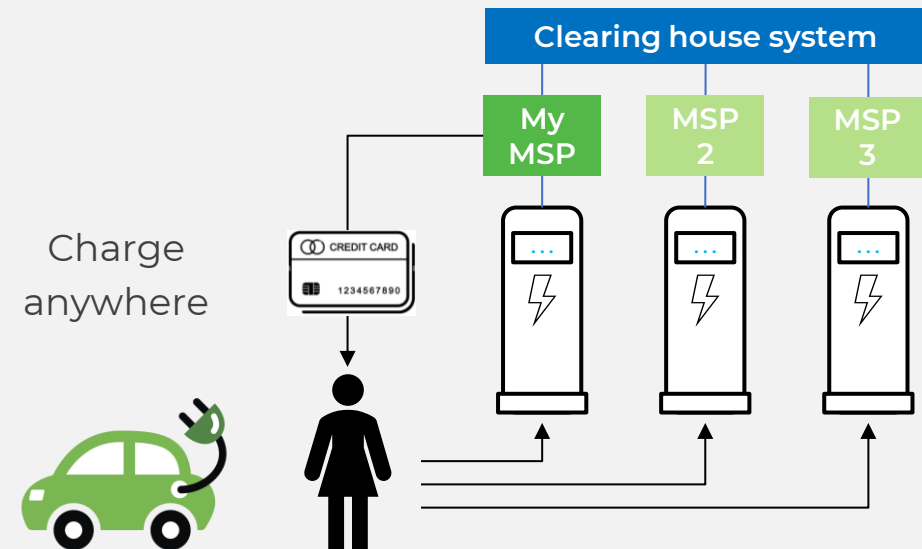 Clearing house system
My
MSP
MSP
2
MSP
3
Charge
anywhere
CREDIT CARD
1234567890
...
...
...